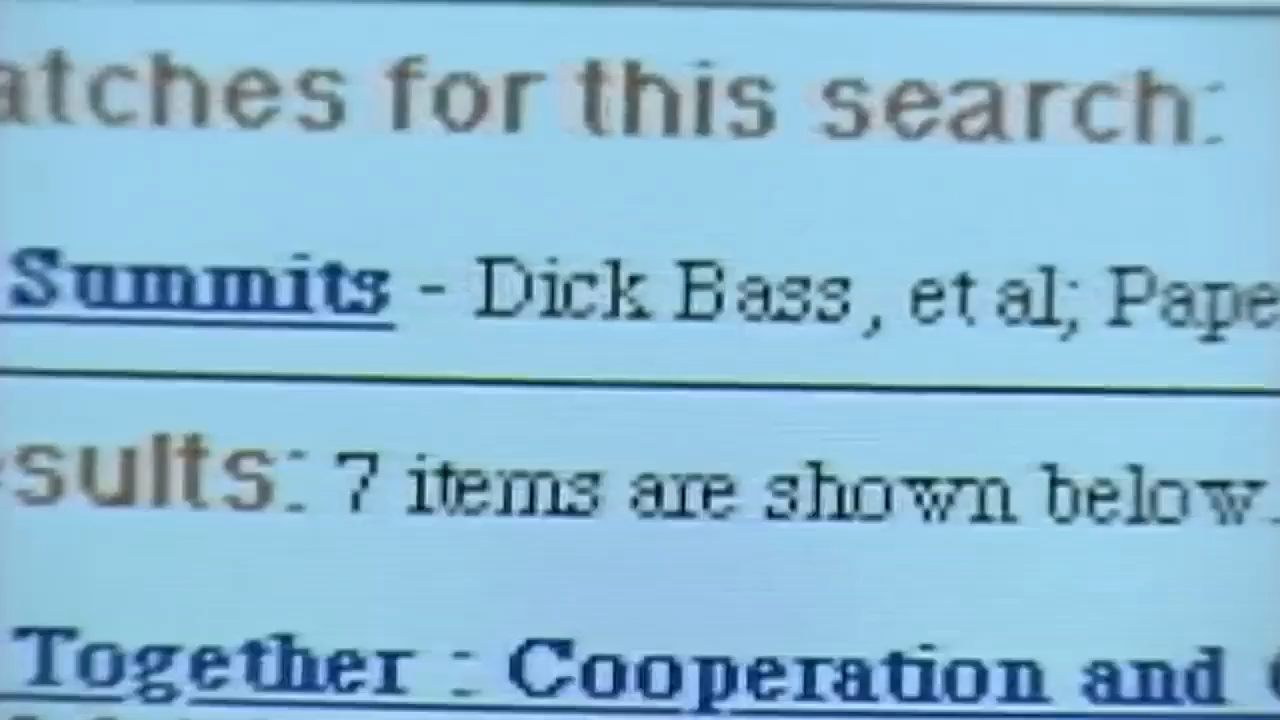 atches for this search:
Summits - Dick Bass, et al; Pape
sults: 7 items are shown below.
Together : Cooperation and